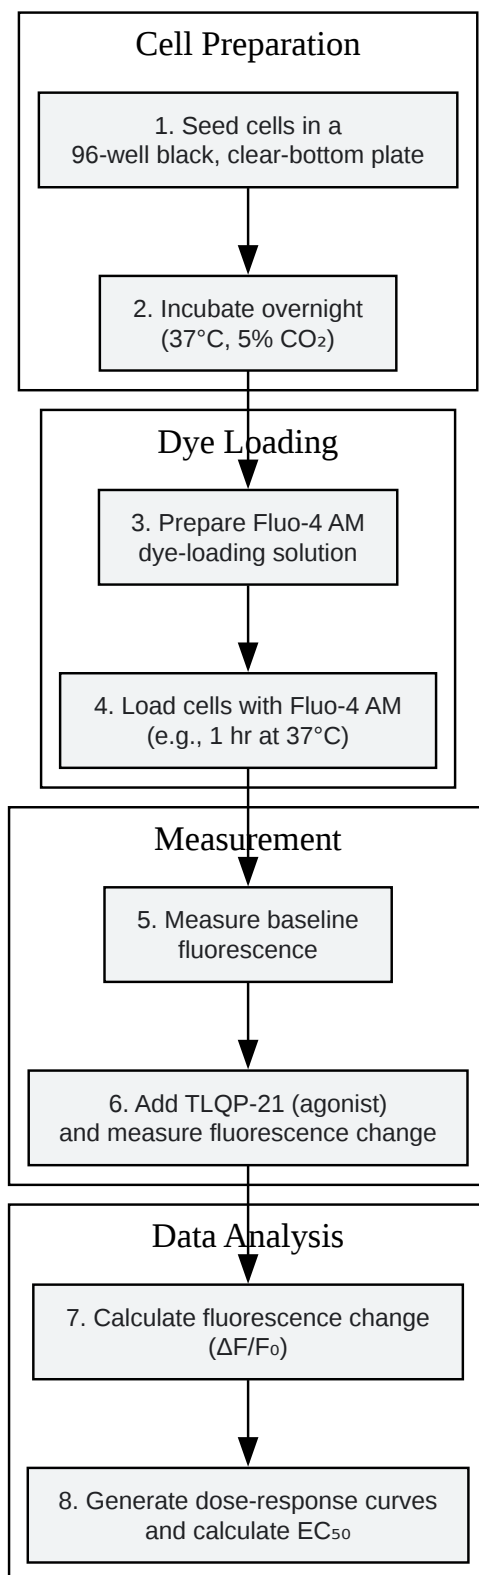 Cell Preparation
1. Seed cells in a
96-well black, clear-bottom plate
2. Incubate overnight
(37°C, 5% CO₂)
Dye Loading
3. Prepare Fluo-4 AM
dye-loading solution
4. Load cells with Fluo-4 AM
(e.g., 1 hr at 37°C)
Measurement
5. Measure baseline
fluorescence
6. Add TLQP-21 (agonist)
and measure fluorescence change
Data Analysis
7. Calculate fluorescence change
(ΔF/F₀)
8. Generate dose-response curves
and calculate EC₅₀